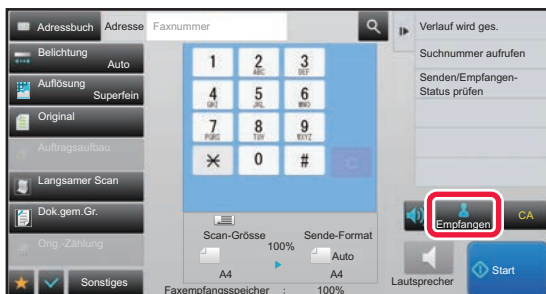 Adressbuch
Adresse
Faxnummer
Verlauf wird ges.
Belichtung
Auto
Suchnummer aufrufen
Auflösung
Superfein
Senden/Empfangen-
Status prüfen
Original
Auftragsaufbau
Langsamer Scan
Dok.gem.Gr.
Orig.-Zählung
Sonstiges
1
2
ABC
3
DEF
4
GHI
5
JKL
6
MNO
7
PQRS
8
TUV
9
WXYZ
0
#
C
Scan-Grösse
100%
Sende-Format
Auto
A4
A4
Faxempfangsspeicher : 100%
Empfangen
CA
Lautsprecher
Start